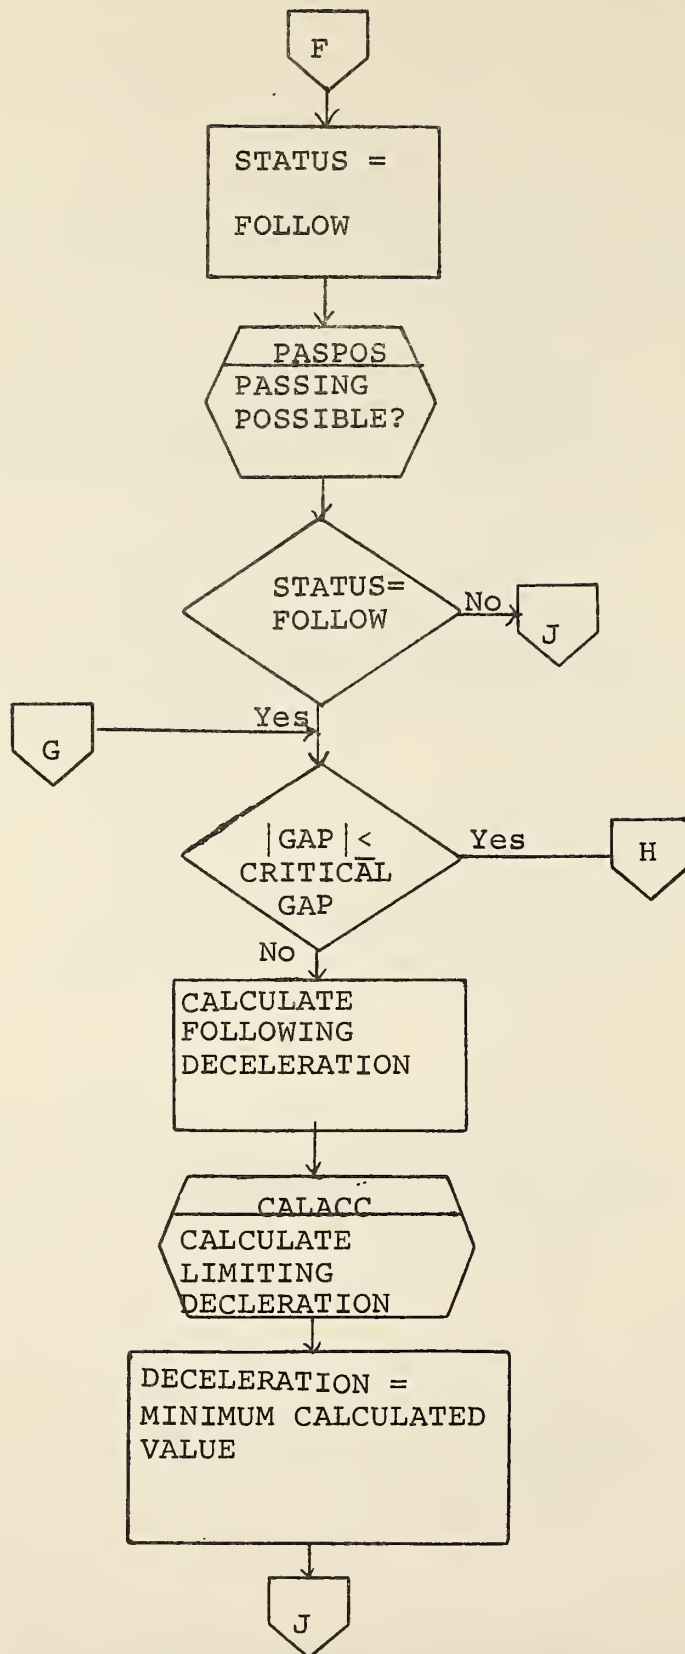 F
STATUS =
FOLLOW
PASPOS
PASSING
POSSIBLE?
STATUS=
FOLLOW
No
J
Yes
G
|GAP|<
CRITICAL
GAP
Yes
H
No
CALCULATE
FOLLOWING
DECELERATION
CALACC
CALCULATE
LIMITING
DECLERATION
DECELERATION =
MINIMUM CALCULATED
VALUE
J